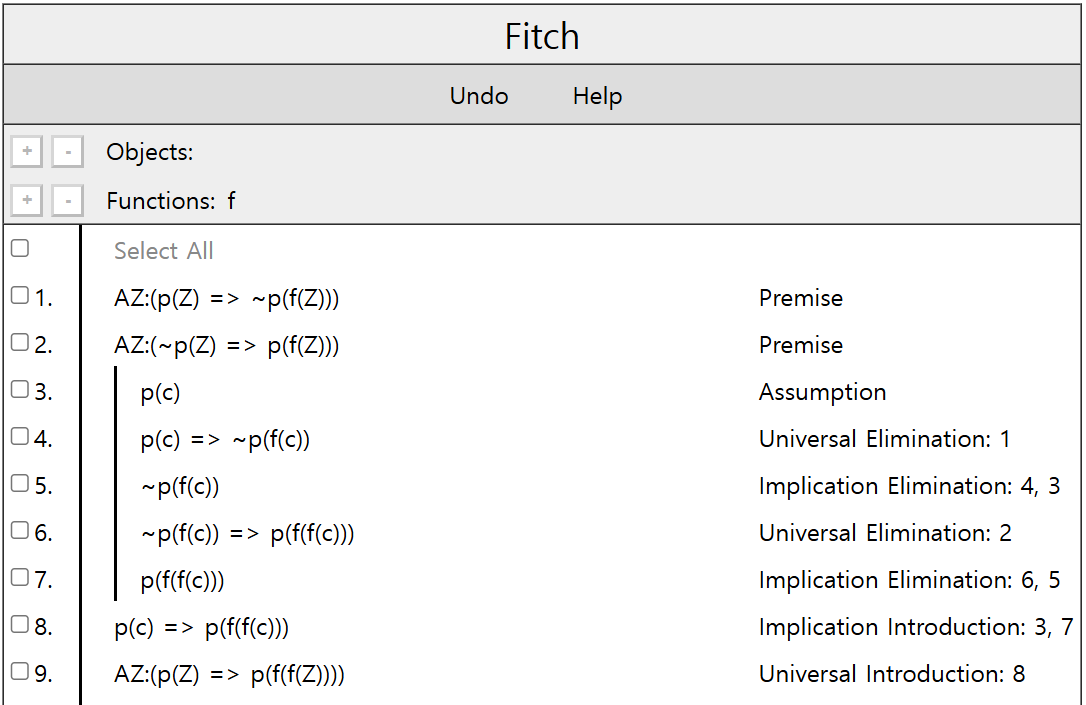 Fitch
Undo Help
+ - Objects:
+ - Functions: f
Select All
1. AZ:(p(Z) => ~p(f(Z))) Premise
2. AZ:(~p(Z) => p(f(Z))) Premise
3. p(c) Assumption
4. p(c) => ~p(f(c)) Universal Elimination: 1
5. ~p(f(c)) Implication Elimination: 4, 3
6. ~p(f(c)) => p(f(f(c))) Universal Elimination: 2
7. p(f(f(c))) Implication Elimination: 6, 5
8. p(c) => p(f(f(c))) Implication Introduction: 3, 7
9. AZ:(p(Z) => p(f(f(Z)))) Universal Introduction: 8